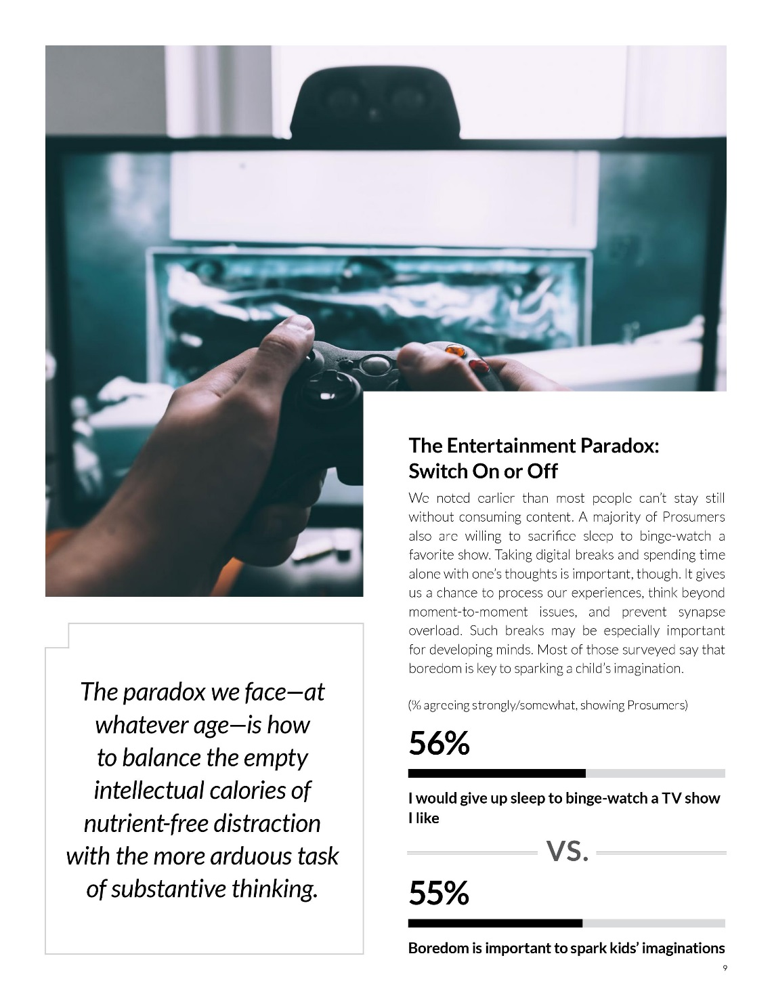 The Entertainment Paradox:
Switch On or Off
We noted earlier than most people can't stay still
without consuming content. A majority of Prosumers
also are willing to sacrifice sleep to binge-watch a
favorite show. Taking digital breaks and spending time
alone with one's thoughts is important, though. It gives
us a chance to process our experiences, think beyond
moment-to-moment issues, and prevent synapse
overload. Such breaks may be especially important
for developing minds. Most of those surveyed say that
boredom is key to sparking a child's imagination.
(% agreeing strongly/somewhat, showing Prosumers)
56%
I would give up sleep to binge-watch a TV show
I like
VS.
55%
Boredom is important to spark kids' imaginations
The paradox we face—at
whatever age—is how
to balance the empty
intellectual calories of
nutrient-free distraction
with the more arduous task
of substantive thinking.
9